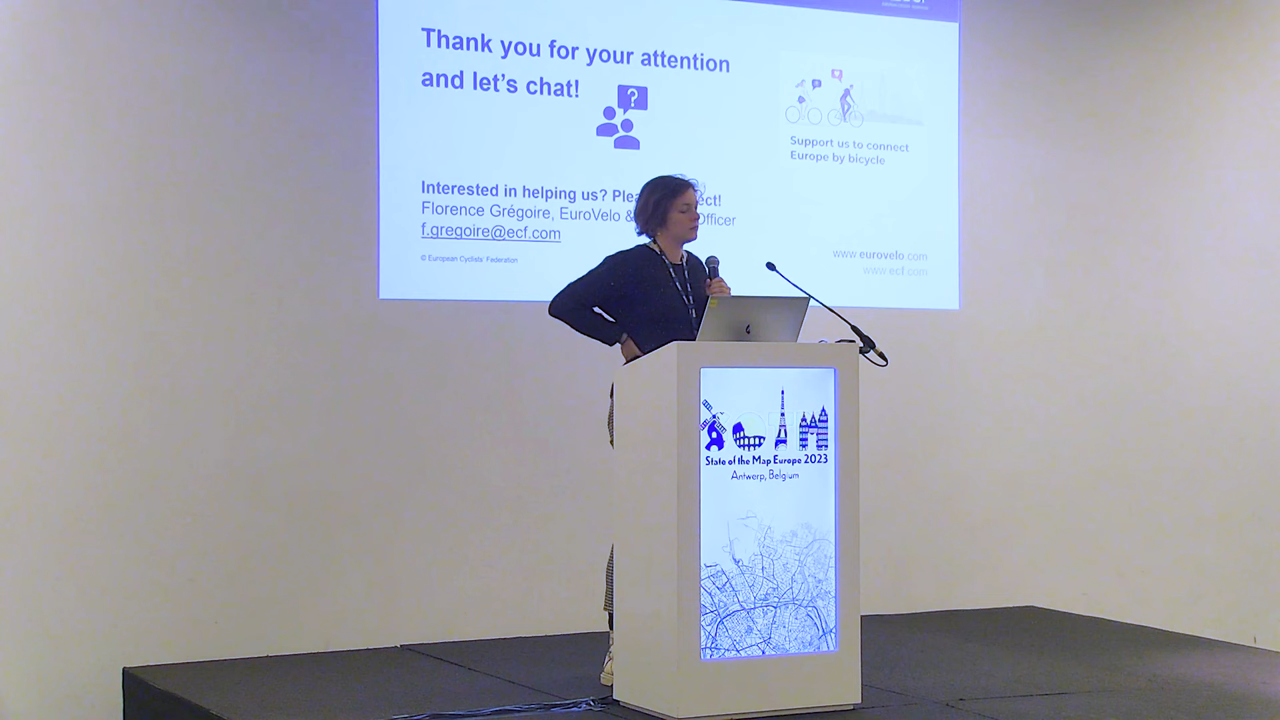 Thank you for your attention
and let's chat!
?
Support us to connect
Europe by bicycle
Interested in helping us? ect!
Florence Grégoire, EuroVelo & Officer
f.gregoire@ecf.com
© European Cyclists' Federation
www.eurovelo.com
www.ecf.com
State of the Map Europe 2023
Antwerp, Belgium